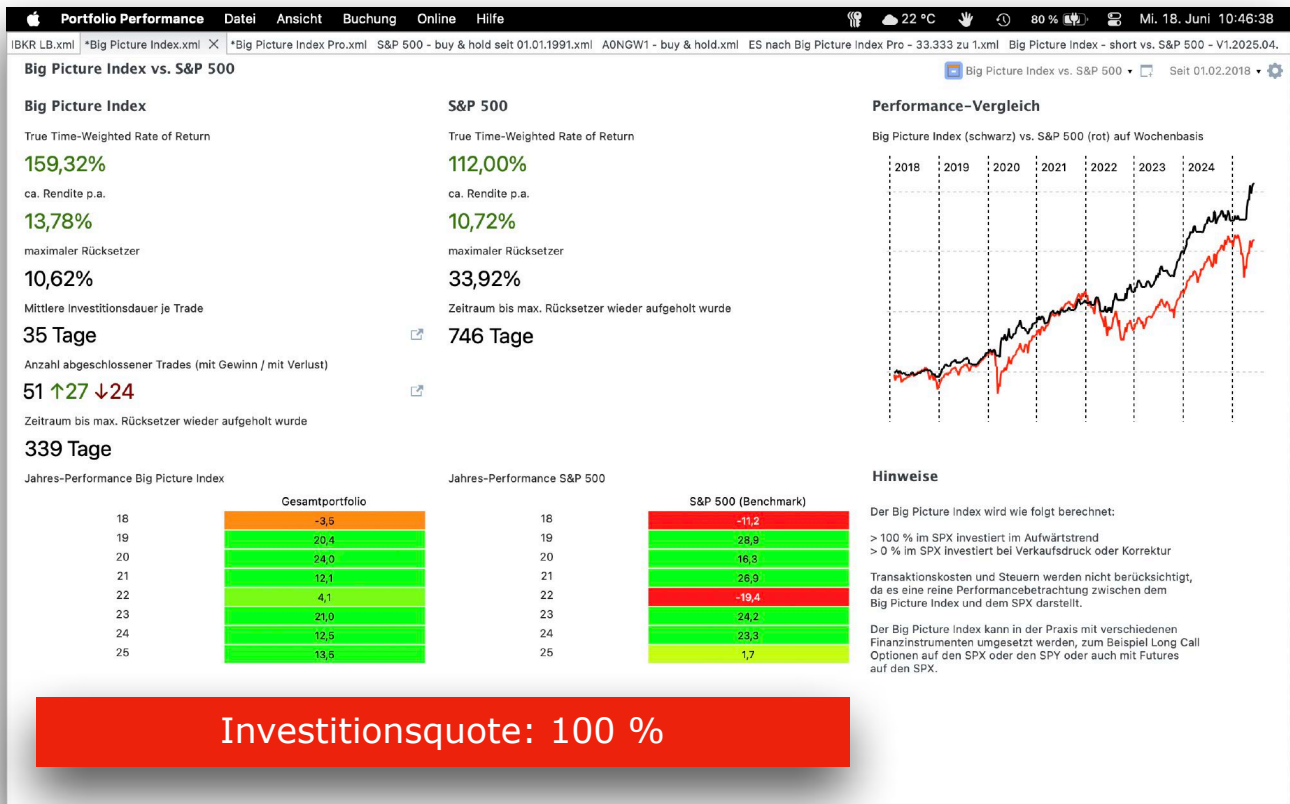 Portfolio Performance Datei Ansicht Buchung Online Hilfe 22 °C 80 % Mi. 18. Juni 10:46:38
IBKR LB.xml *Big Picture Index.xml *Big Picture Index Pro.xml S&P 500 - buy & hold seit 01.01.1991.xml A0NGW1 - buy & hold.xml ES nach Big Picture Index Pro - 33.333 zu 1.xml Big Picture Index - short vs. S&P 500 - V1.2025.04.
Big Picture Index vs. S&P 500
Big Picture Index vs. S&P 500 Seit 01.02.2018
Big Picture Index
True Time-Weighted Rate of Return
159,32%
ca. Rendite p.a.
13,78%
maximaler Rücksetzer
10,62%
Mittlere Investitionsdauer je Trade
35 Tage
Anzahl abgeschlossener Trades (mit Gewinn / mit Verlust)
51 ↑27 ↓24
Zeitraum bis max. Rücksetzer wieder aufgeholt wurde
339 Tage
S&P 500
True Time-Weighted Rate of Return
112,00%
ca. Rendite p.a.
10,72%
maximaler Rücksetzer
33,92%
Zeitraum bis max. Rücksetzer wieder aufgeholt wurde
746 Tage
Performance-Vergleich
Big Picture Index (schwarz) vs. S&P 500 (rot) auf Wochenbasis
2018 2019 2020 2021 2022 2023 2024
Jahres-Performance Big Picture Index
Gesamtportfolio
18 -3,5
19 20,4
20 24,0
21 12,1
22 4,1
23 21,0
24 12,5
25 13,5
Jahres-Performance S&P 500
S&P 500 (Benchmark)
18 -11,2
19 28,9
20 16,3
21 26,9
22 -19,4
23 24,2
24 23,3
25 1,7
Hinweise
Der Big Picture Index wird wie folgt berechnet:
> 100 % im SPX investiert im Aufwärtstrend
> 0 % im SPX investiert bei Verkaufsdruck oder Korrektur
Transaktionskosten und Steuern werden nicht berücksichtigt,
da es eine reine Performancebetrachtung zwischen dem
Big Picture Index und dem SPX darstellt.
Der Big Picture Index kann in der Praxis mit verschiedenen
Finanzinstrumenten umgesetzt werden, zum Beispiel Long Call
Optionen auf den SPX oder den SPY oder auch mit Futures
auf den SPX.
Investitionsquote: 100 %